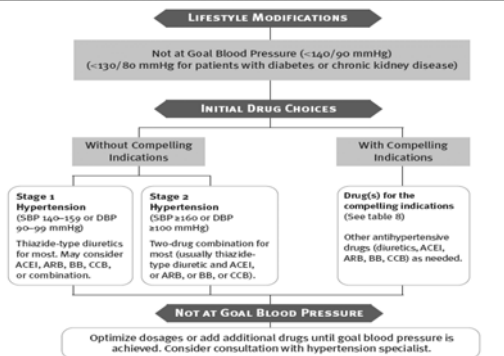 LIFESTYLE MODIFICATIONS
Not at Goal Blood Pressure (<140/90 mmHg)
(<130/80 mmHg for patients with diabetes or chronic kidney disease)
INITIAL DRUG CHOICES
Without Compelling
Indications
With Compelling
Indications
Stage 1
Hypertension
(SBP 140–159 or DBP
90–99 mmHg)
Thiazide-type diuretics
for most. May consider
ACEI, ARB, BB, CCB,
or combination.
Stage 2
Hypertension
(SBP ≥160 or DBP
≥100 mmHg)
Two-drug combination for
most (usually thiazide-
type diuretic and ACEI,
or ARB, or BB, or CCB).
Drug(s) for the
compelling indications
(See table 8)
Other antihypertensive
drugs (diuretics, ACEI,
ARB, BB, CCB) as needed.
NOT AT GOAL BLOOD PRESSURE
Optimize dosages or add additional drugs until goal blood pressure is
achieved. Consider consultation with hypertension specialist.